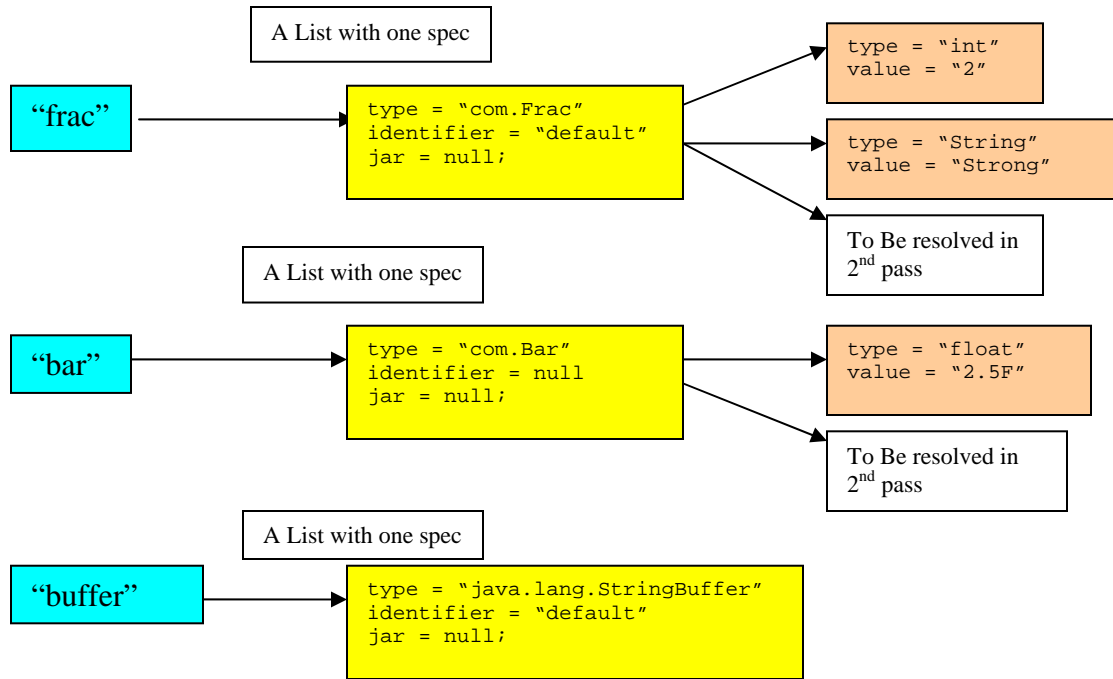 A List with one spec
type = “int”
value = “2”
“frac”
type = “com.Frac”
identifier = “default”
jar = null;
type = “String”
value = “Strong”
To Be resolved in
2nd pass
A List with one spec
“bar”
type = “com.Bar”
identifier = null
jar = null;
type = “float”
value = “2.5F”
To Be resolved in
2nd pass
A List with one spec
“buffer”
type = “java.lang.StringBuffer”
identifier = “default”
jar = null;